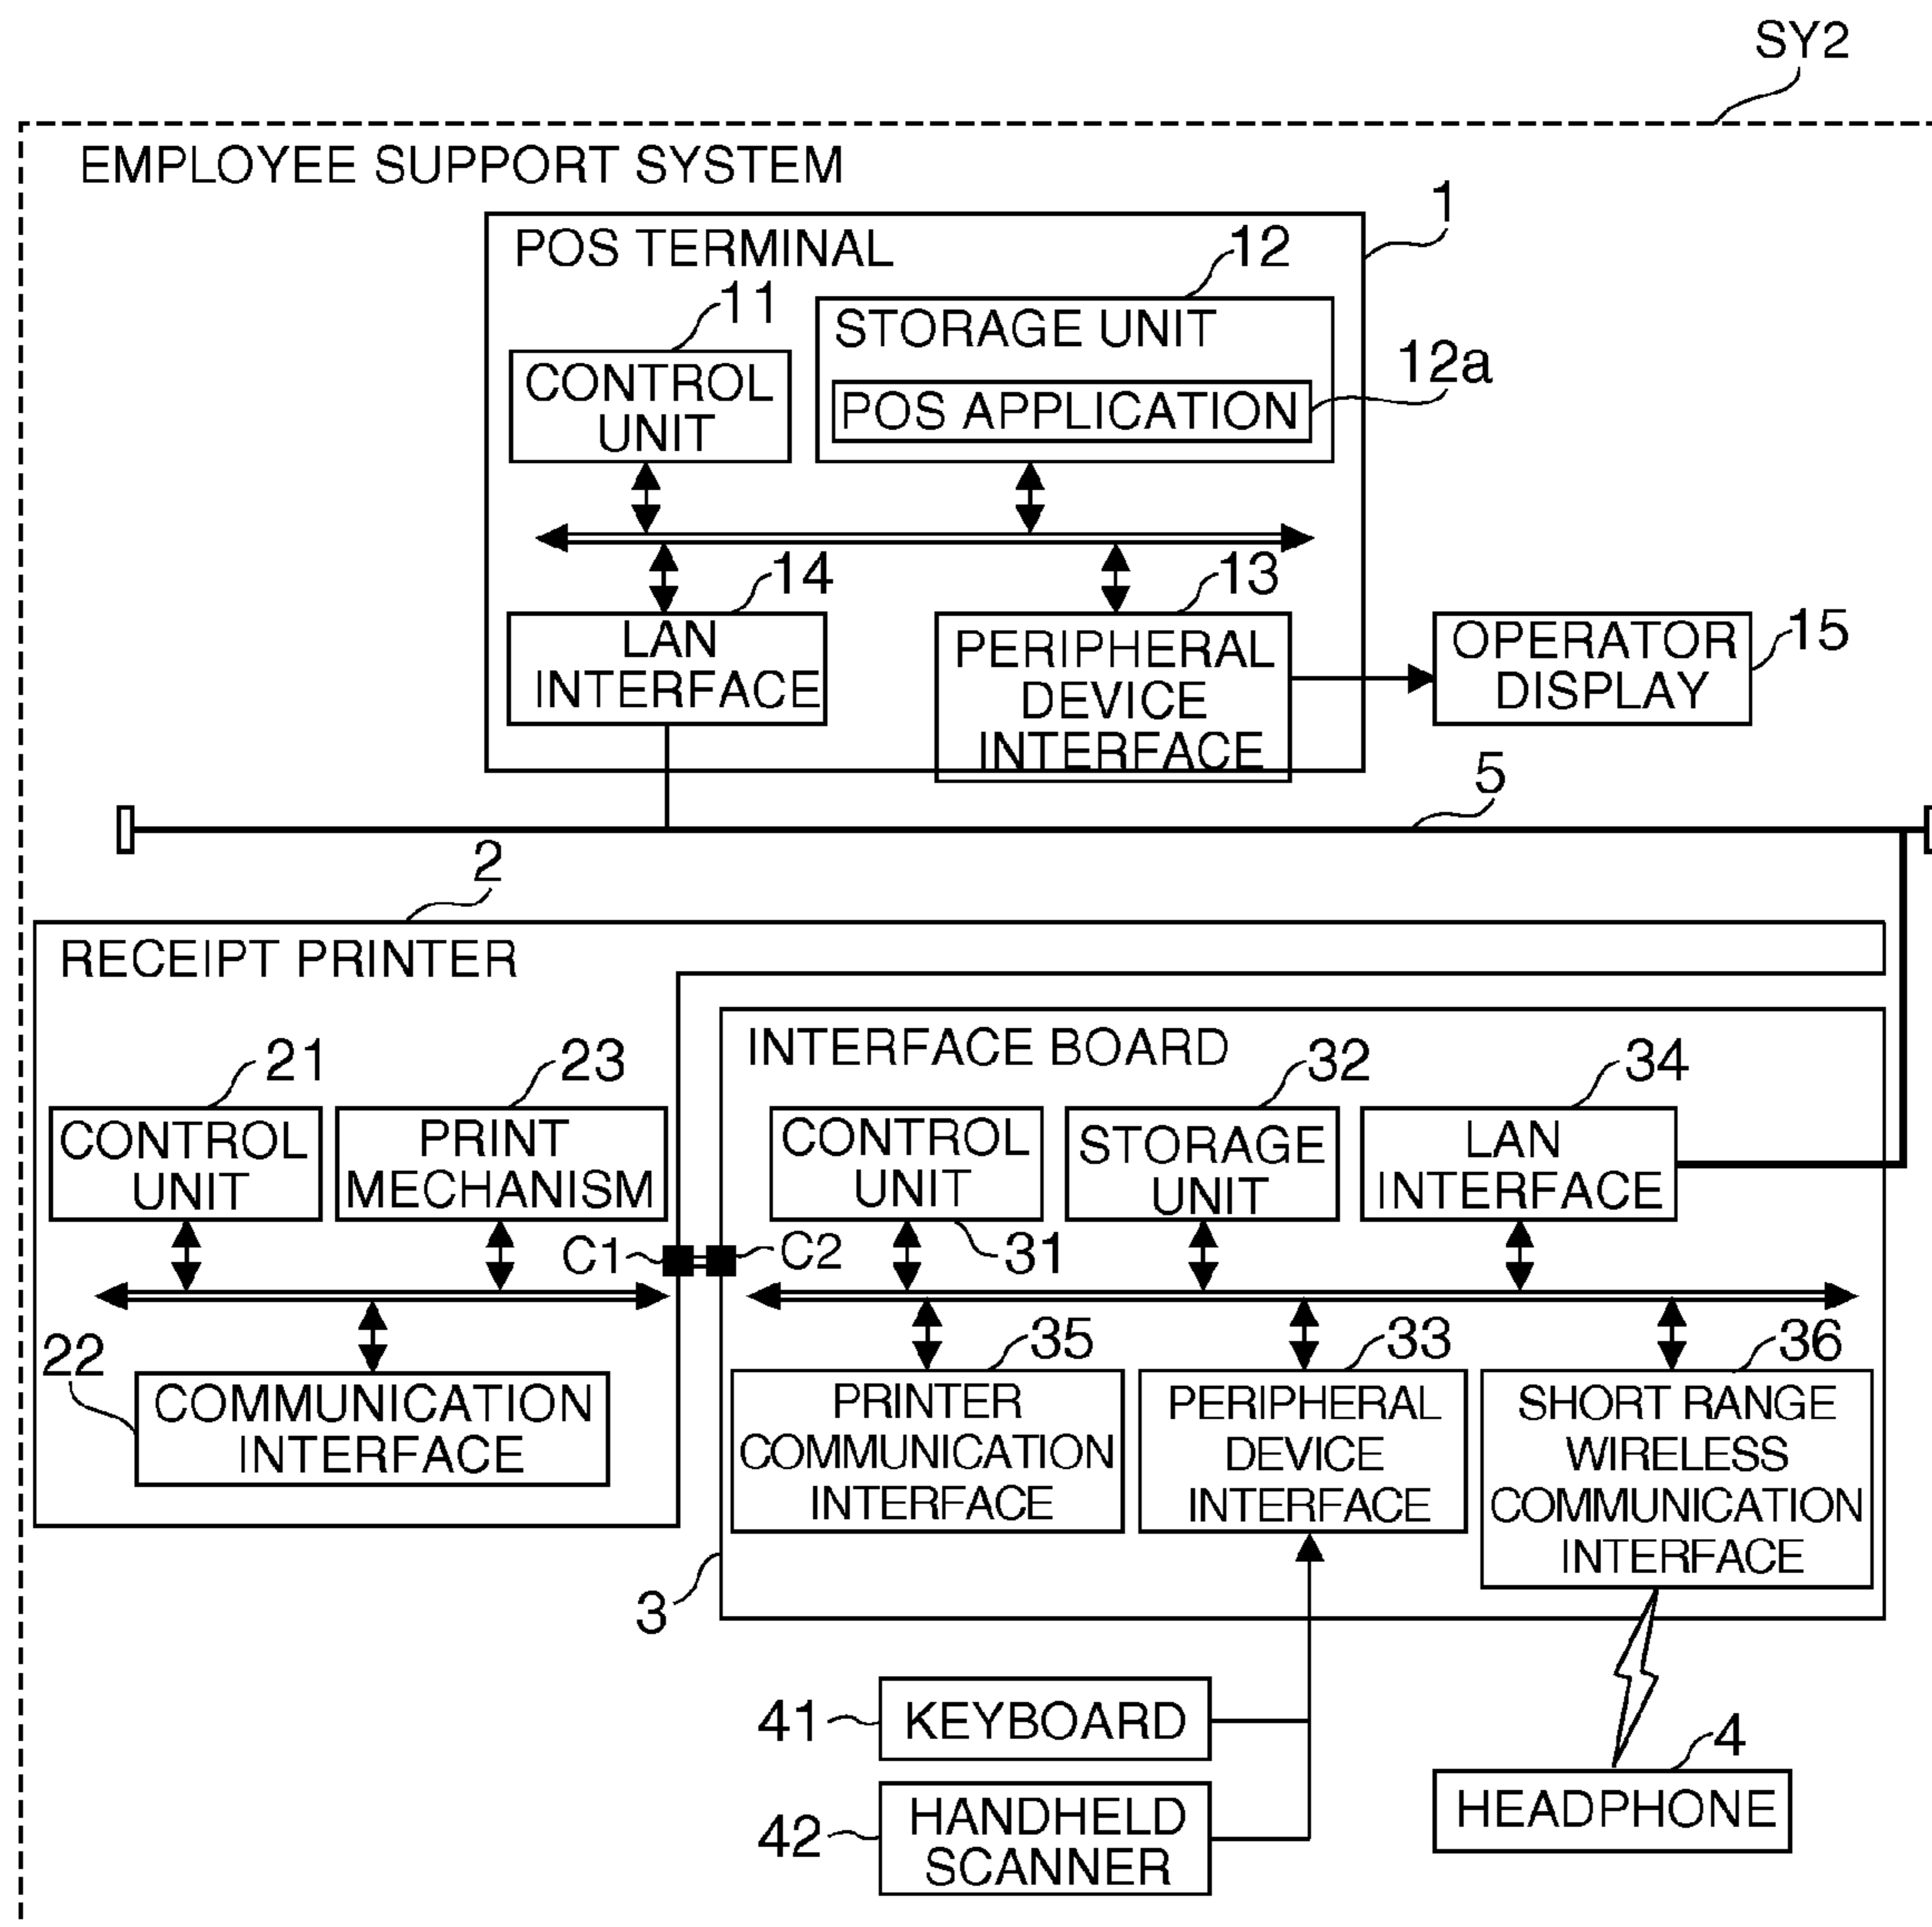 SY2
EMPLOYEE SUPPORT SYSTEM
1
POS TERMINAL
12
11
STORAGE UNIT
12a
CONTROL
UNIT
POS APPLICATION
14
13
LAN
INTERFACE
PERIPHERAL
DEVICE
INTERFACE
OPERATOR
DISPLAY
15
5
2
RECEIPT PRINTER
INTERFACE BOARD
21
23
32
34
CONTROL
UNIT
PRINT
MECHANISM
CONTROL
UNIT
STORAGE
UNIT
LAN
INTERFACE
C1
C2
31
22
35
33
36
COMMUNICATION
INTERFACE
PRINTER
COMMUNICATION
INTERFACE
PERIPHERAL
DEVICE
INTERFACE
SHORT RANGE
WIRELESS
COMMUNICATION
INTERFACE
3
41
KEYBOARD
4
42
HANDHELD
SCANNER
HEADPHONE